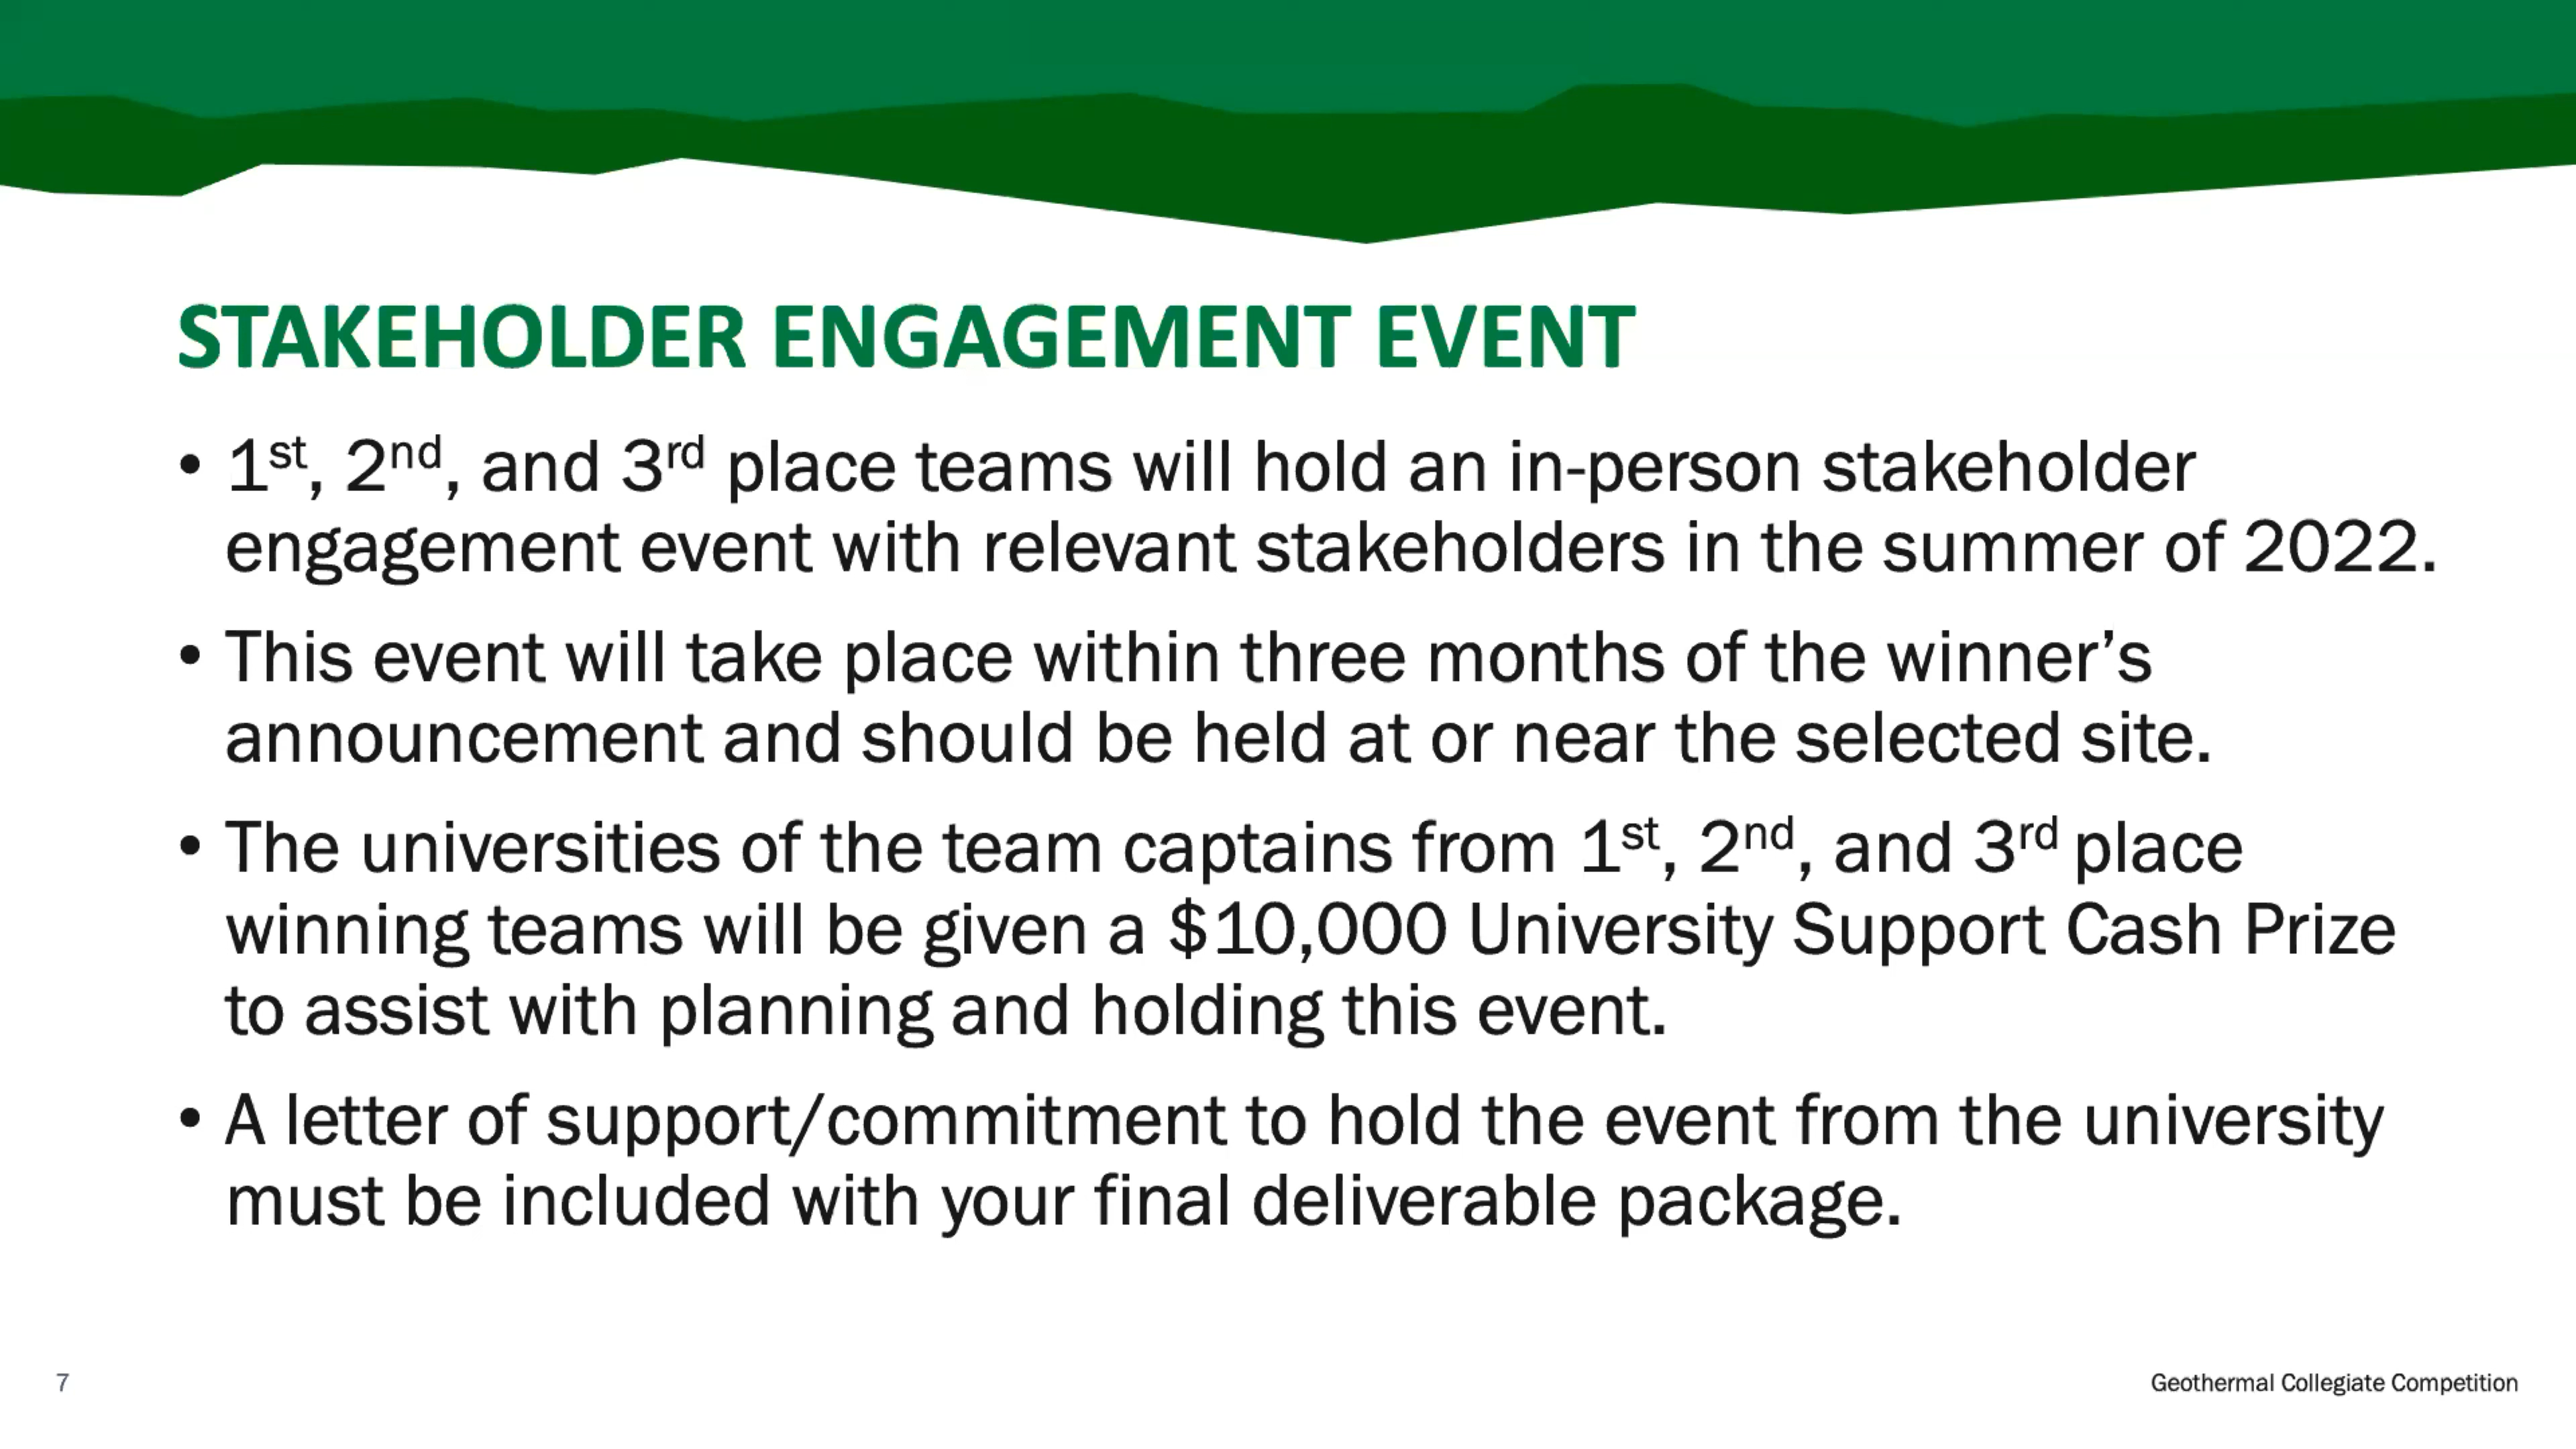 STAKEHOLDER ENGAGEMENT EVENT
• 1st, 2nd, and 3rd place teams will hold an in-person stakeholder
engagement event with relevant stakeholders in the summer of 2022.
• This event will take place within three months of the winner’s
announcement and should be held at or near the selected site.
• The universities of the team captains from 1st, 2nd, and 3rd place
winning teams will be given a $10,000 University Support Cash Prize
to assist with planning and holding this event.
• A letter of support/commitment to hold the event from the university
must be included with your final deliverable package.
7
Geothermal Collegiate Competition